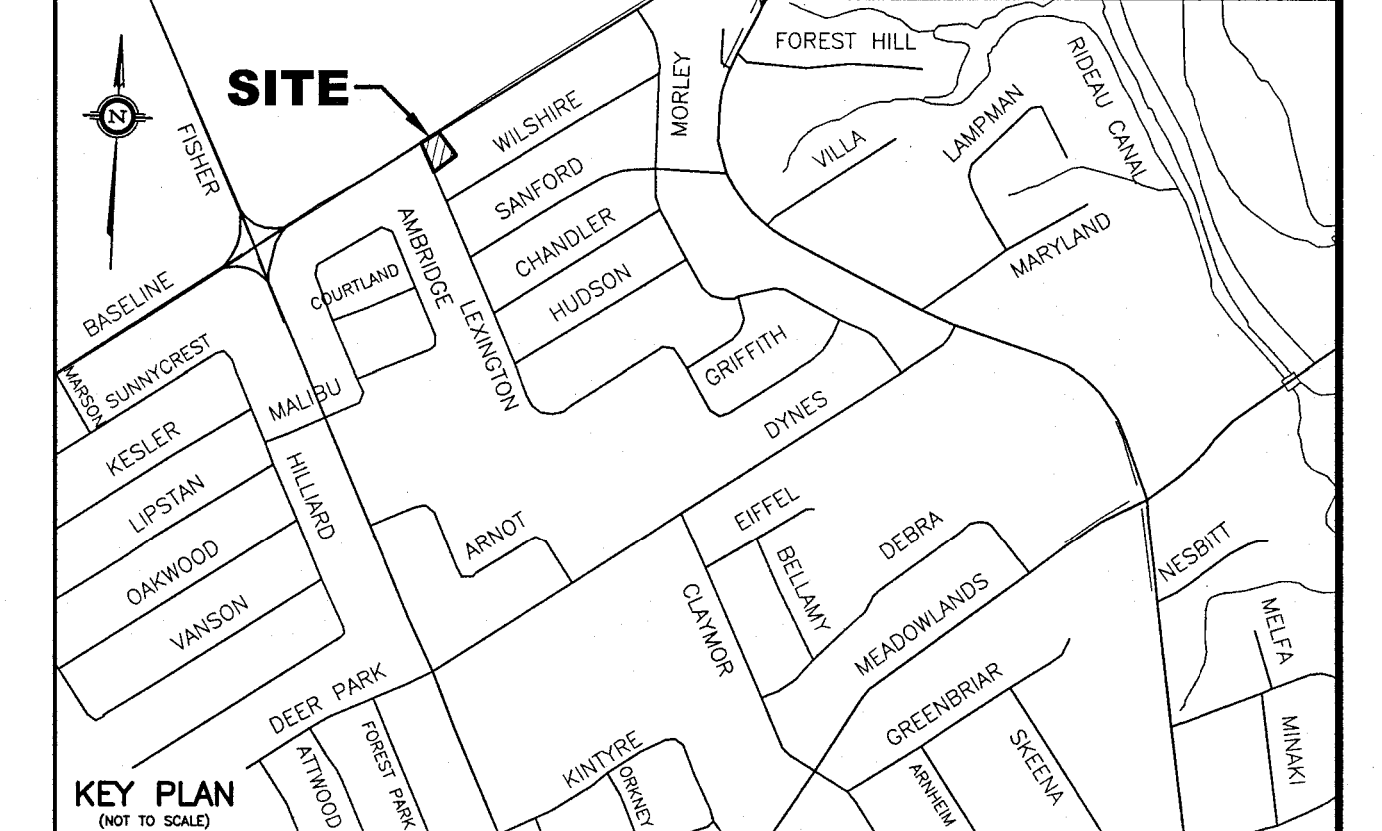 FOREST HILL
RIDEAU CANAL
SITE
MORLEY
WILSHIRE
LAMPMAN
N
FISHER
VILLA
SANFORD
AMBRIDGE
CHANDLER
MARYLAND
COURTLAND
HUDSON
BASELINE
LEXINGTON
SUNNYCREST
GRIFFITH
MARSON
MALIBU
DYNES
KESLER
HILLIARD
LIPSTAN
EIFFEL
ARNOT
DEBRA
BELLAMY
NESBITT
OAKWOOD
CLAYMOR
VANSON
MEADOWLANDS
MELFA
DEER PARK
GREENBRIAR
FOREST PARK
ATTWOOD
KINTYRE
ORKNEY
SKEENA
ARNHEIM
MINAKI
KEY PLAN
(NOT TO SCALE)